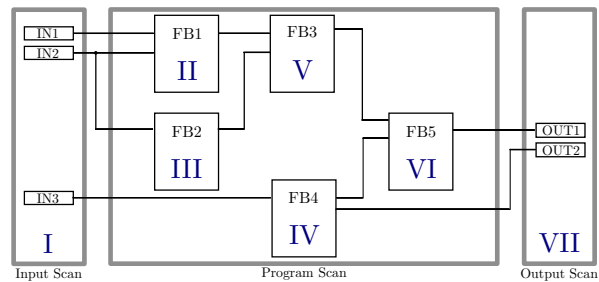 IN1
IN2
IN3
I
Input Scan
FB1
II
FB2
III
FB3
V
FB4
IV
FB5
VI
Program Scan
OUT1
OUT2
VII
Output Scan